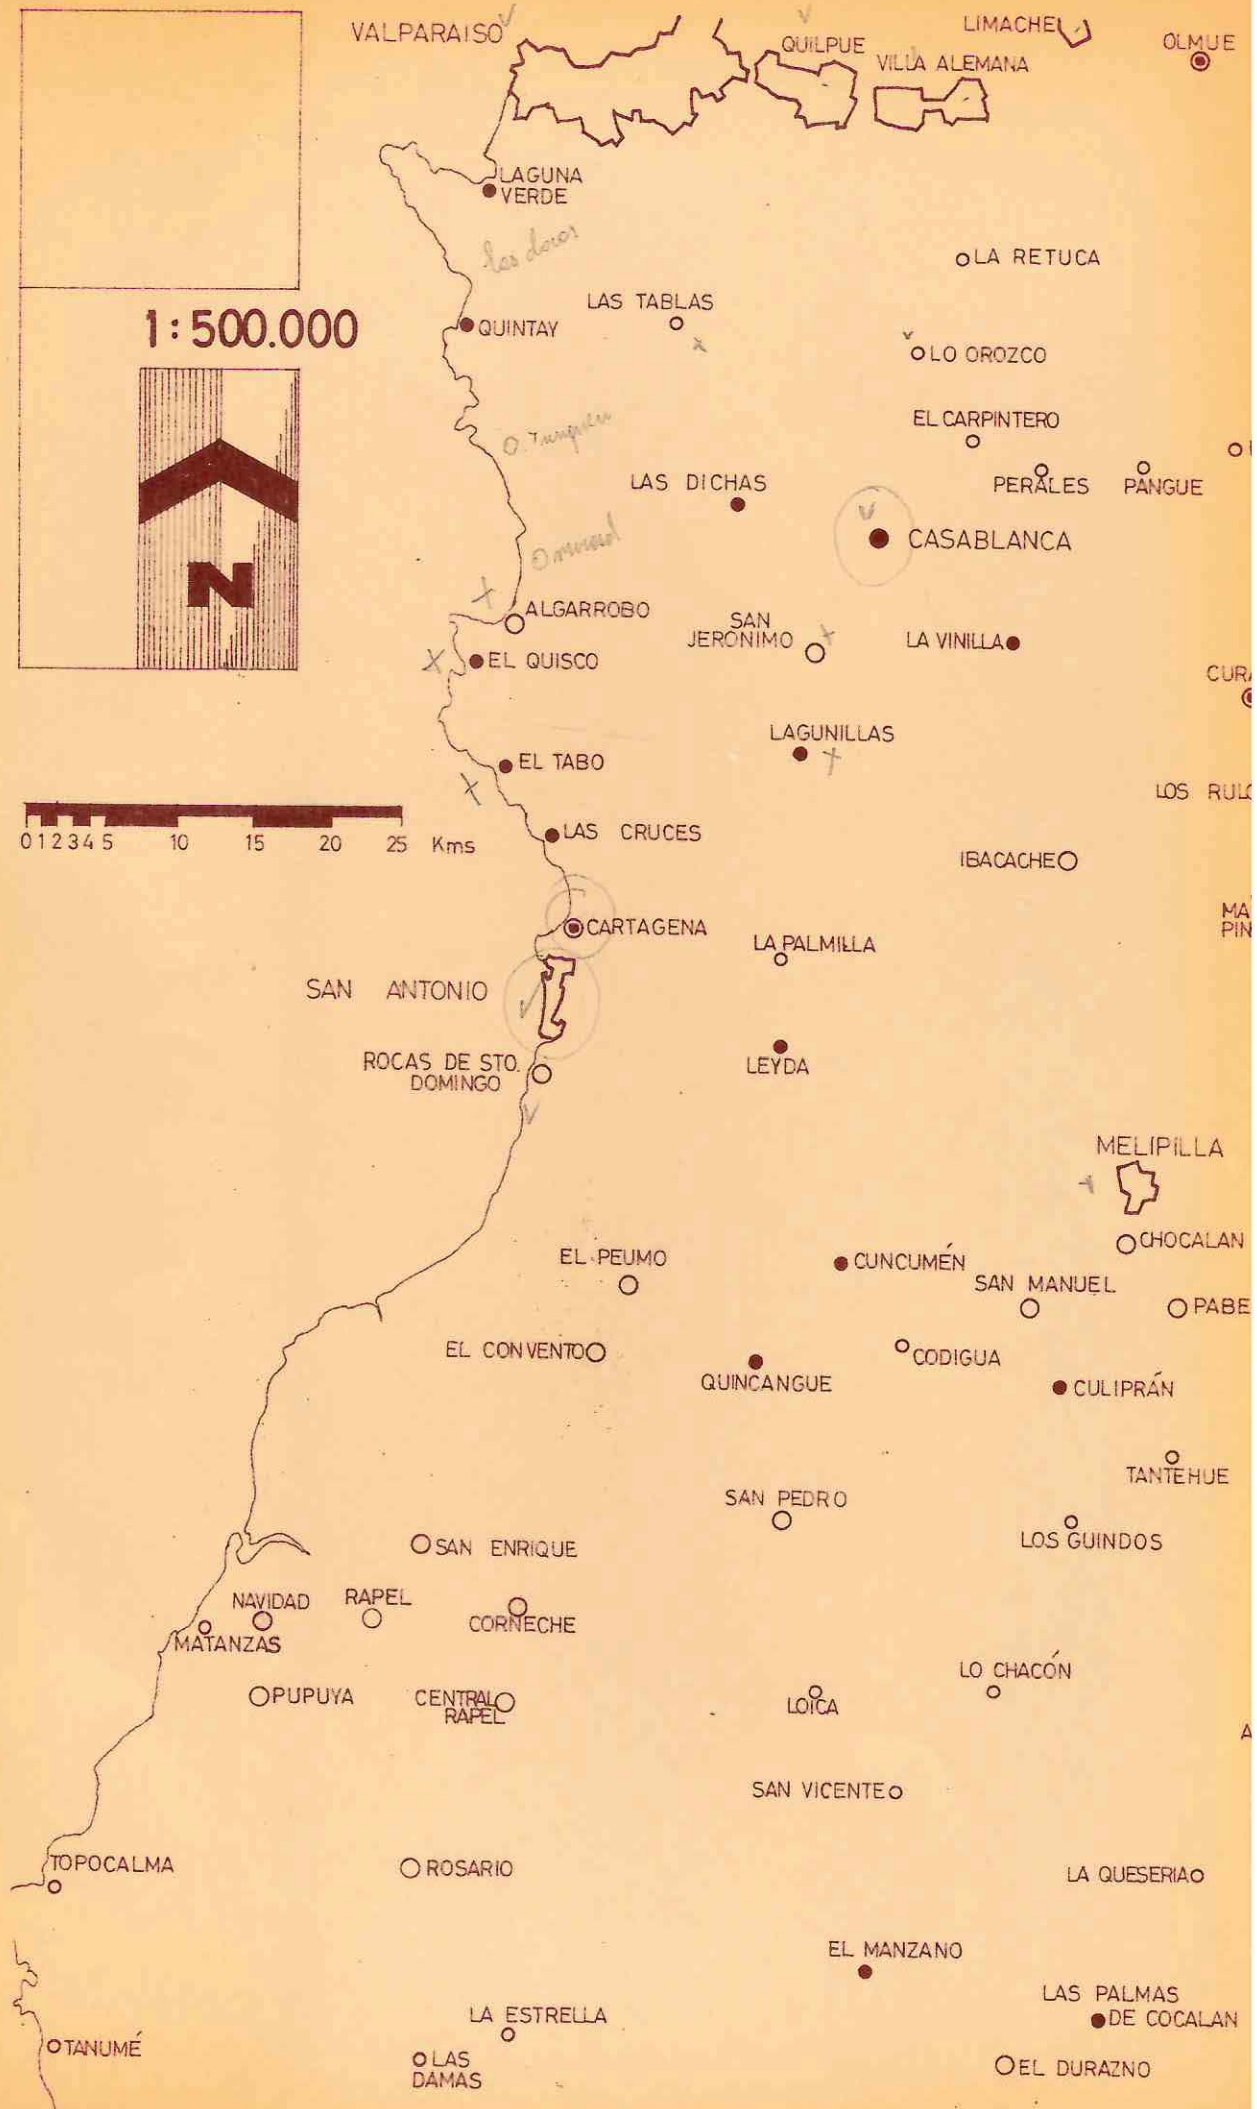 VALPARAISO
QUILPUE
LIMACHE
OLMUE
VILLA ALEMANA
LAGUNA
VERDE
LA RETUCA
LAS TABLAS
1:500.000
QUINTAY
LO OROZCO
EL CARPINTERO
PERALES
PANGUE
LAS DICHAS
CASABLANCA
N
ALGARROBO
SAN
JERONIMO
LA VINILLA
EL QUISCO
LAGUNILLAS
EL TABO
0 1 2 3 4 5 10 15 20 25 Kms
LAS CRUCES
IBACACHE
CARTAGENA
LA PALMILLA
SAN ANTONIO
ROCAS DE STO.
DOMINGO
LEYDA
MELIPILLA
CHOCALAN
EL PEUMO
CUNCUMÉN
SAN MANUEL
EL CONVENTO
CODIGUA
QUINCANGUE
CULIPRÁN
TANTEHUE
SAN PEDRO
LOS GUINDOS
SAN ENRIQUE
NAVIDAD
RAPEL
CORNECHE
MATANZAS
LO CHACÓN
PUPUYA
CENTRAL
RAPEL
LOICA
SAN VICENTE
TOPOCALMA
ROSARIO
LA QUESERIA
EL MANZANO
LAS PALMAS
DE COCALAN
LA ESTRELLA
TANUMÉ
LAS
DAMAS
EL DURAZNO